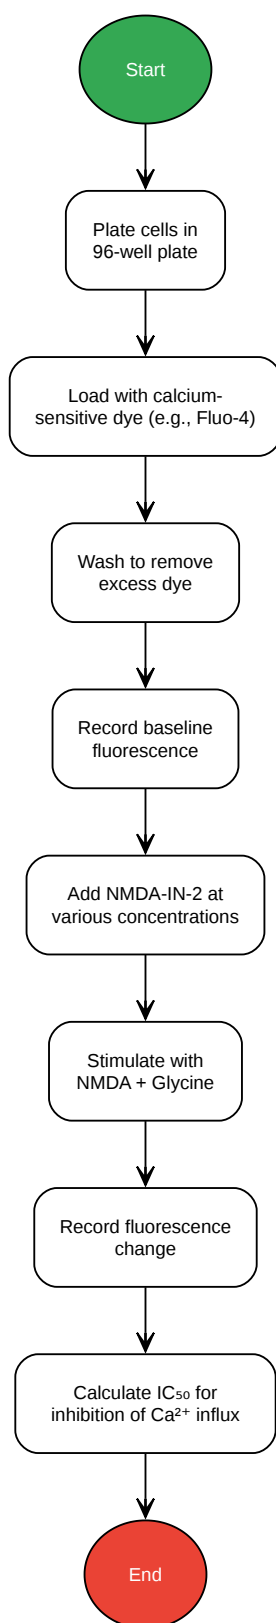 Start
Plate cells in
96-well plate
Load with calcium-
sensitive dye (e.g., Fluo-4)
Wash to remove
excess dye
Record baseline
fluorescence
Add NMDA-IN-2 at
various concentrations
Stimulate with
NMDA + Glycine
Record fluorescence
change
Calculate IC₅₀ for
inhibition of Ca²⁺ influx
End